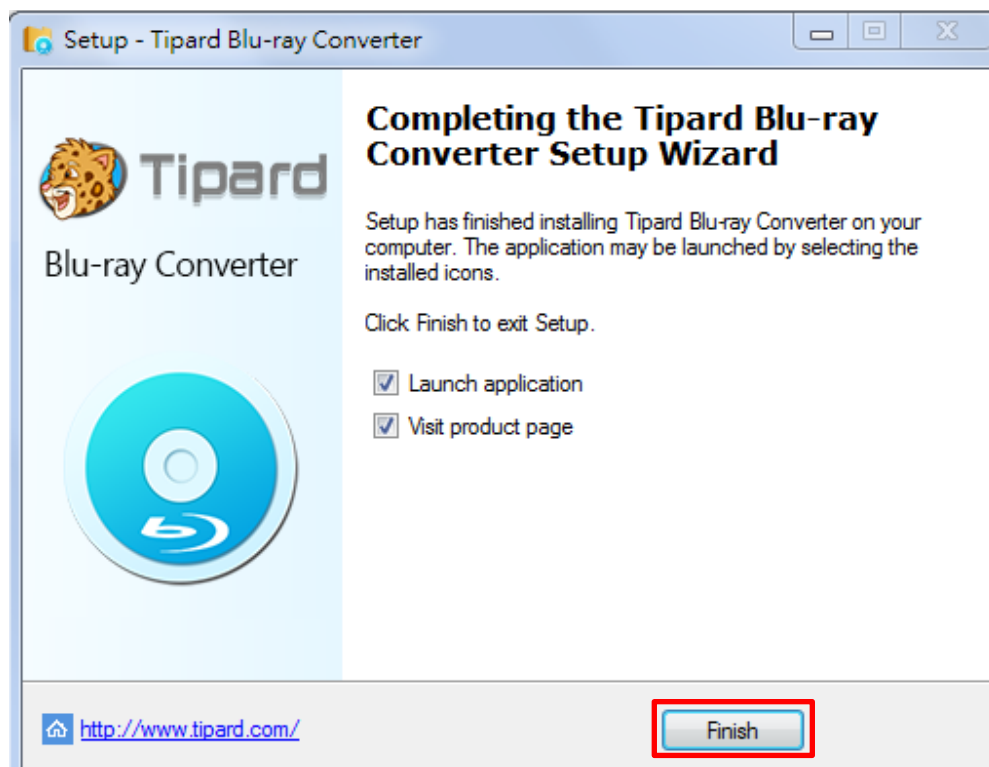 Setup - Tipard Blu-ray Converter
Tipard
Blu-ray Converter
Completing the Tipard Blu-ray
Converter Setup Wizard
Setup has finished installing Tipard Blu-ray Converter on your
computer. The application may be launched by selecting the
installed icons.
Click Finish to exit Setup.
Launch application
Visit product page
http://www.tipard.com/
Finish